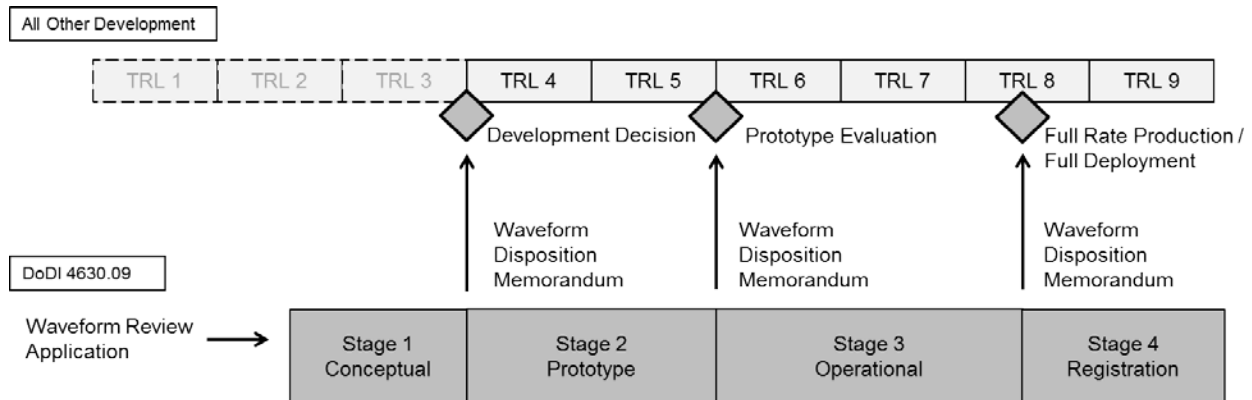 All Other Development
TRL 1 TRL 2 TRL 3 TRL 4 TRL 5 TRL 6 TRL 7 TRL 8 TRL 9
Development Decision
Prototype Evaluation
Full Rate Production /
Full Deployment
Waveform
Disposition
Memorandum
Waveform
Disposition
Memorandum
Waveform
Disposition
Memorandum
DoDI 4630.09
Waveform Review
Application
Stage 1
Conceptual
Stage 2
Prototype
Stage 3
Operational
Stage 4
Registration